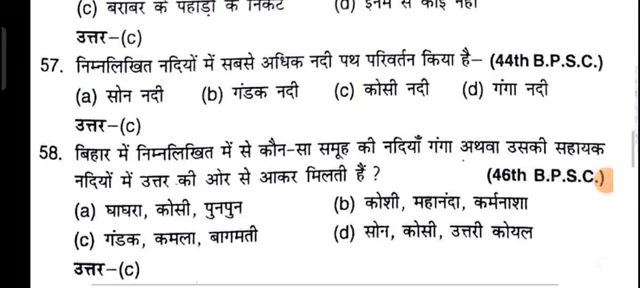 (c) बराबर के पहाड़ों के निकट (d) इनमें से कोई नहीं
उत्तर–(c)
57. निम्नलिखित नदियों में सबसे अधिक नदी पथ परिवर्तन किया है– (44th B.P.S.C.)
(a) सोन नदी (b) गंडक नदी (c) कोसी नदी (d) गंगा नदी
उत्तर–(c)
58. बिहार में निम्नलिखित में से कौन-सा समूह की नदियाँ गंगा अथवा उसकी सहायक
नदियों में उत्तर की ओर से आकर मिलती हैं ? (46th B.P.S.C.)
(a) घाघरा, कोसी, पुनपुन (b) कोशी, महानंदा, कर्मनाशा
(c) गंडक, कमला, बागमती (d) सोन, कोसी, उत्तरी कोयल
उत्तर–(c)